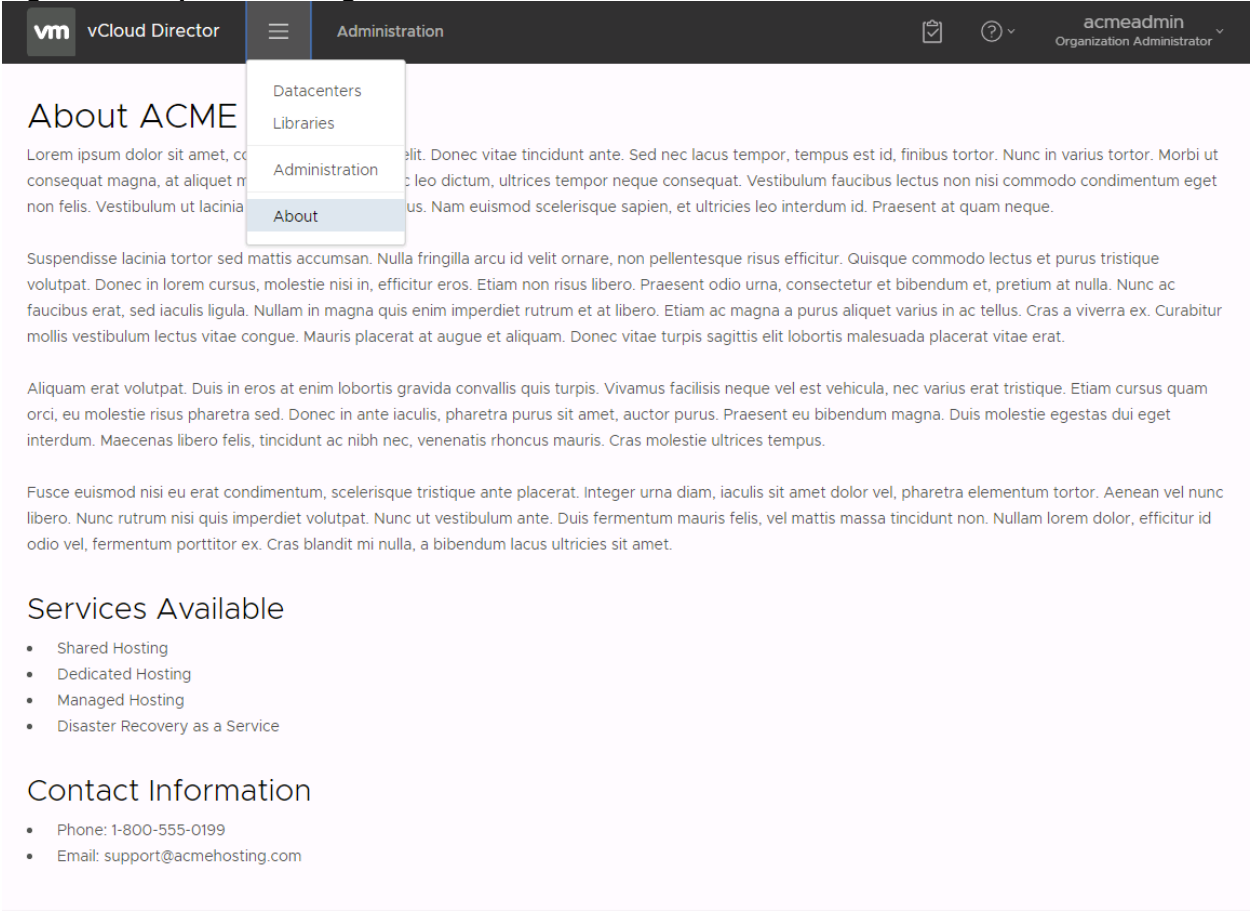 vm vCloud Director Administration acmeadmin
Organization Administrator
Datacenters
Libraries
Administration
About
About ACME
Lorem ipsum dolor sit amet, elit. Donec vitae tincidunt ante. Sed nec lacus tempor, tempus est id, finibus tortor. Nunc in varius tortor. Morbi ut
consequat magna, at aliquet leo dictum, ultrices tempor neque consequat. Vestibulum faucibus lectus non nisi commodo condimentum eget
non felis. Vestibulum ut lacinia us. Nam euismod scelerisque sapien, et ultricies leo interdum id. Praesent at quam neque.
Suspendisse lacinia tortor sed mattis accumsan. Nulla fringilla arcu id velit ornare, non pellentesque risus efficitur. Quisque commodo lectus et purus tristique
volutpat. Donec in lorem cursus, molestie nisi in, efficitur eros. Etiam non risus libero. Praesent odio urna, consectetur et bibendum et, pretium at nulla. Nunc ac
faucibus erat, sed iaculis ligula. Nullam in magna quis enim imperdiet rutrum et at libero. Etiam ac magna a purus aliquet varius in ac tellus. Cras a viverra ex. Curabitur
mollis vestibulum lectus vitae congue. Mauris placerat at augue et aliquam. Donec vitae turpis sagittis elit lobortis malesuada placerat vitae erat.
Aliquam erat volutpat. Duis in eros at enim lobortis gravida convallis quis turpis. Vivamus facilisis neque vel est vehicula, nec varius erat tristique. Etiam cursus quam
orci, eu molestie risus pharetra sed. Donec in ante iaculis, pharetra purus sit amet, auctor purus. Praesent eu bibendum magna. Duis molestie egestas dui eget
interdum. Maecenas libero felis, tincidunt ac nibh nec, venenatis rhoncus mauris. Cras molestie ultrices tempus.
Fusce euismod nisi eu erat condimentum, scelerisque tristique ante placerat. Integer urna diam, iaculis sit amet dolor vel, pharetra elementum tortor. Aenean vel nunc
libero. Nunc rutrum nisi quis imperdiet volutpat. Nunc ut vestibulum ante. Duis fermentum mauris felis, vel mattis massa tincidunt non. Nullam lorem dolor, efficitur id
odio vel, fermentum porttitor ex. Cras blandit mi nulla, a bibendum lacus ultricies sit amet.
Services Available
• Shared Hosting
• Dedicated Hosting
• Managed Hosting
• Disaster Recovery as a Service
Contact Information
• Phone: 1-800-555-0199
• Email: support@acmehosting.com